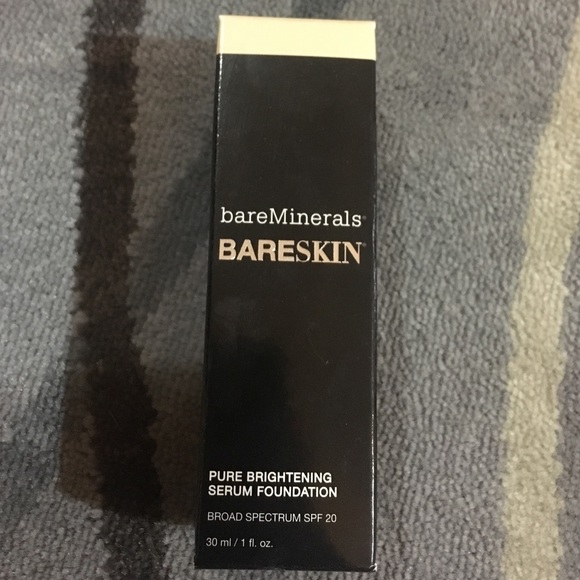 bareMinerals®
BARESKIN®
PURE BRIGHTENING
SERUM FOUNDATION
BROAD SPECTRUM SPF 20
30 ml / 1 fl. oz.